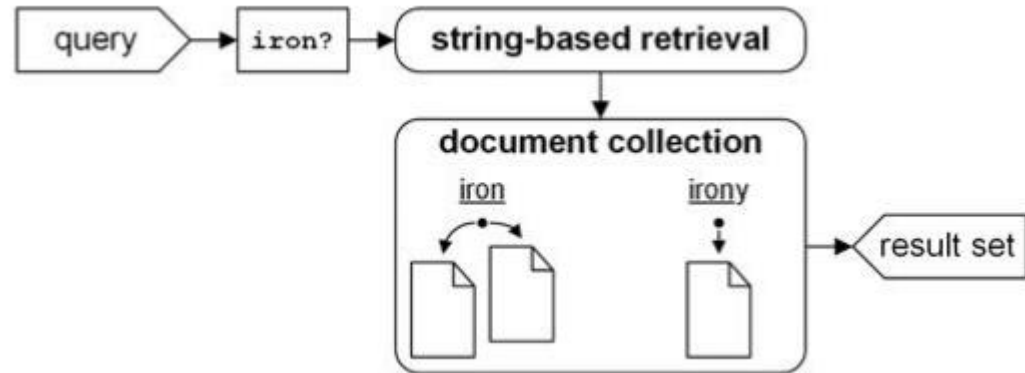 query
iron?
string-based retrieval
document collection
iron
irony
result set